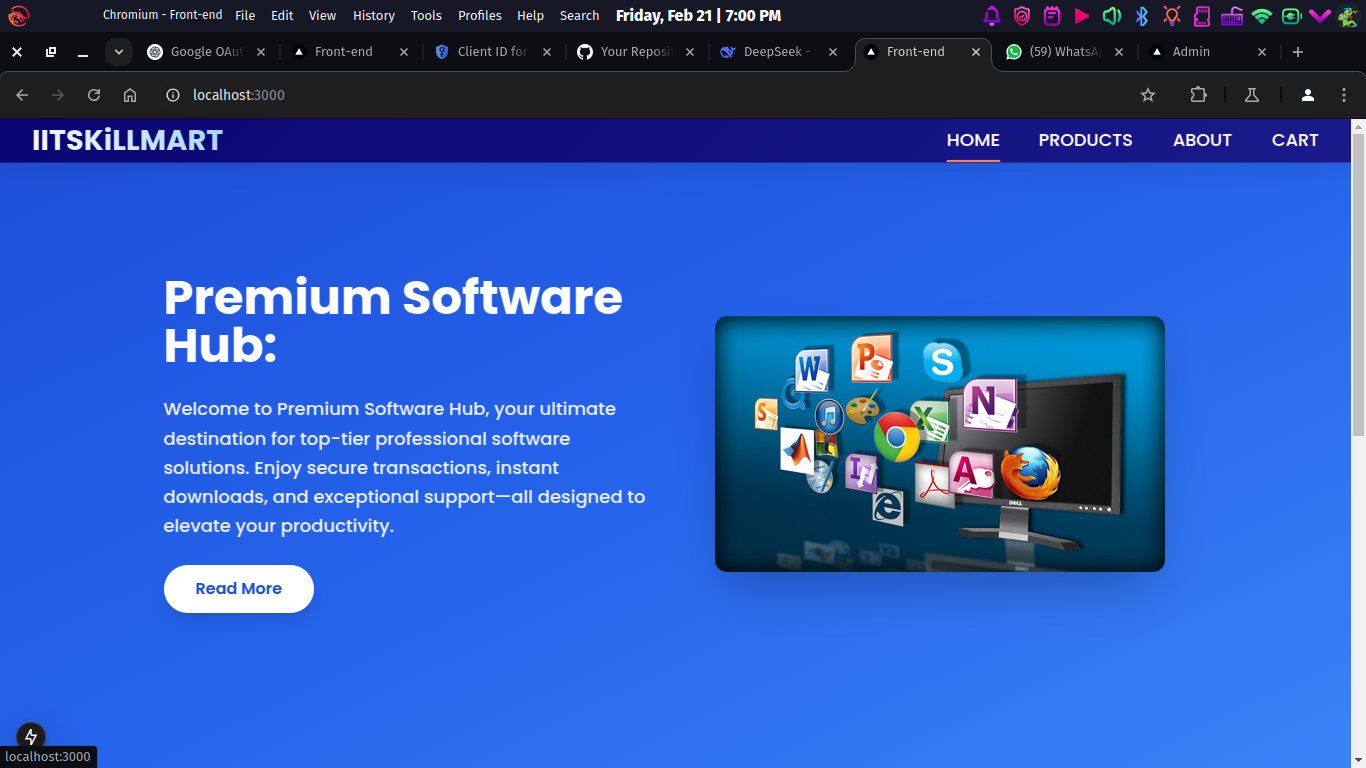 Chromium - Front-end File Edit View History Tools Profiles Help Search Friday, Feb 21 | 7:00 PM
Google OAut Front-end Client ID for Your Reposi DeepSeek - Front-end (59) WhatsA Admin
localhost:3000
IITSKiLLMART HOME PRODUCTS ABOUT CART
Premium Software
Hub:
Welcome to Premium Software Hub, your ultimate
destination for top-tier professional software
solutions. Enjoy secure transactions, instant
downloads, and exceptional support—all designed to
elevate your productivity.
Read More
W P S
S X N
I A
e
DELL
localhost:3000